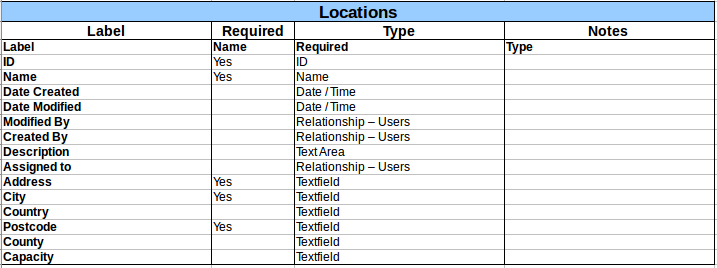 Locations
Label Required Type Notes
Label Name Required Type
ID Yes ID
Name Yes Name
Date Created Date / Time
Date Modified Date / Time
Modified By Relationship – Users
Created By Relationship – Users
Description Text Area
Assigned to Relationship – Users
Address Yes Textfield
City Yes Textfield
Country Textfield
Postcode Yes Textfield
County Textfield
Capacity Textfield